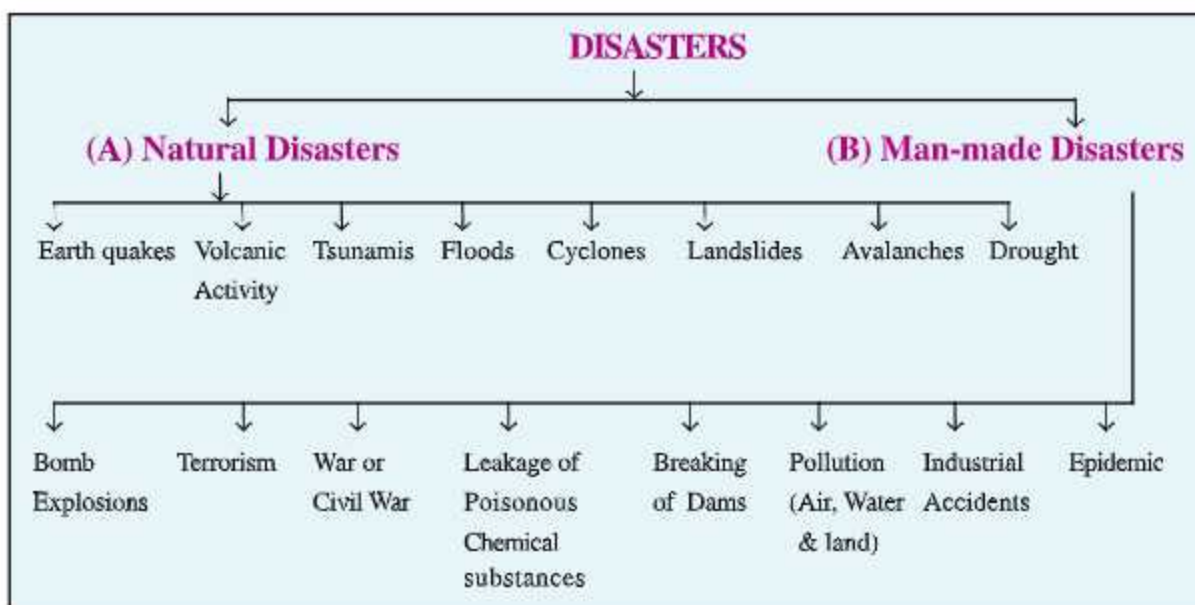 DISASTERS
(A) Natural Disasters
(B) Man-made Disasters
Earth quakes
Volcanic
Activity
Tsunamis
Floods
Cyclones
Landslides
Avalanches
Drought
Bomb
Explosions
Terrorism
War or
Civil War
Leakage of
Poisonous
Chemical
substances
Breaking
of Dams
Pollution
(Air, Water
& land)
Industrial
Accidents
Epidemic